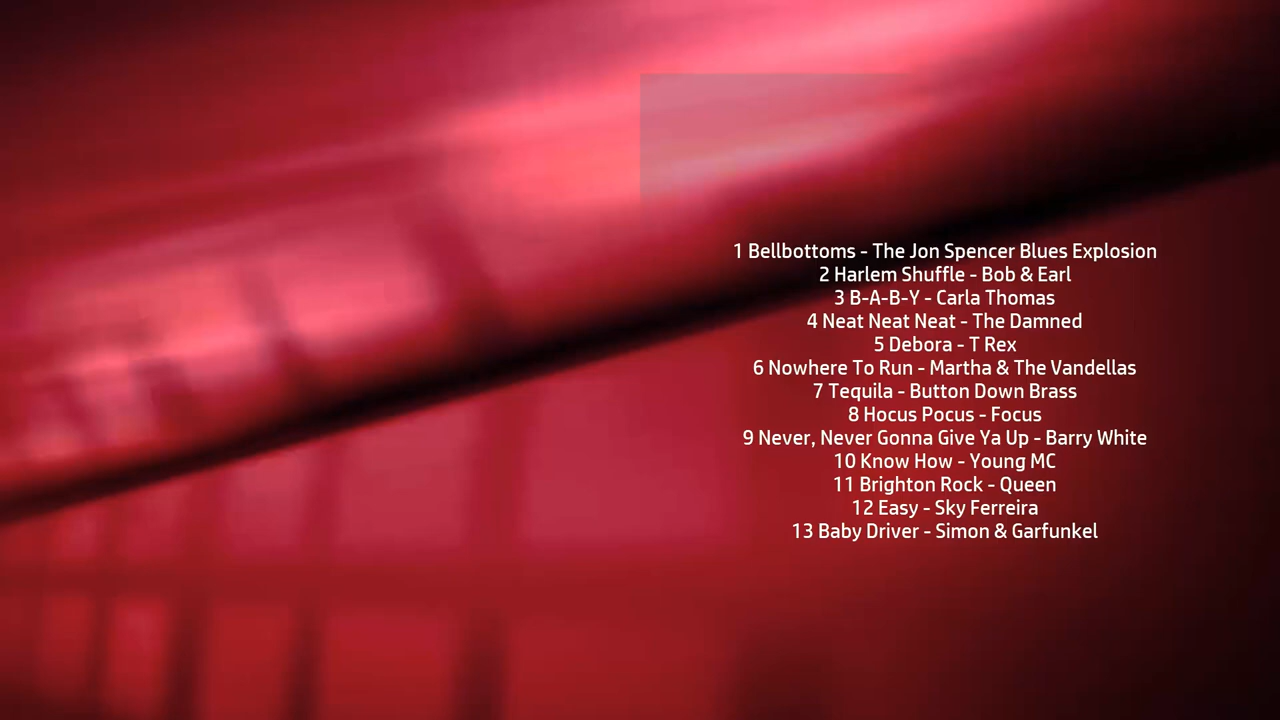 1 Bellbottoms - The Jon Spencer Blues Explosion
2 Harlem Shuffle - Bob & Earl
3 B-A-B-Y - Carla Thomas
4 Neat Neat Neat - The Damned
5 Debora - T Rex
6 Nowhere To Run - Martha & The Vandellas
7 Tequila - Button Down Brass
8 Hocus Pocus - Focus
9 Never, Never Gonna Give Ya Up - Barry White
10 Know How - Young MC
11 Brighton Rock - Queen
12 Easy - Sky Ferreira
13 Baby Driver - Simon & Garfunkel